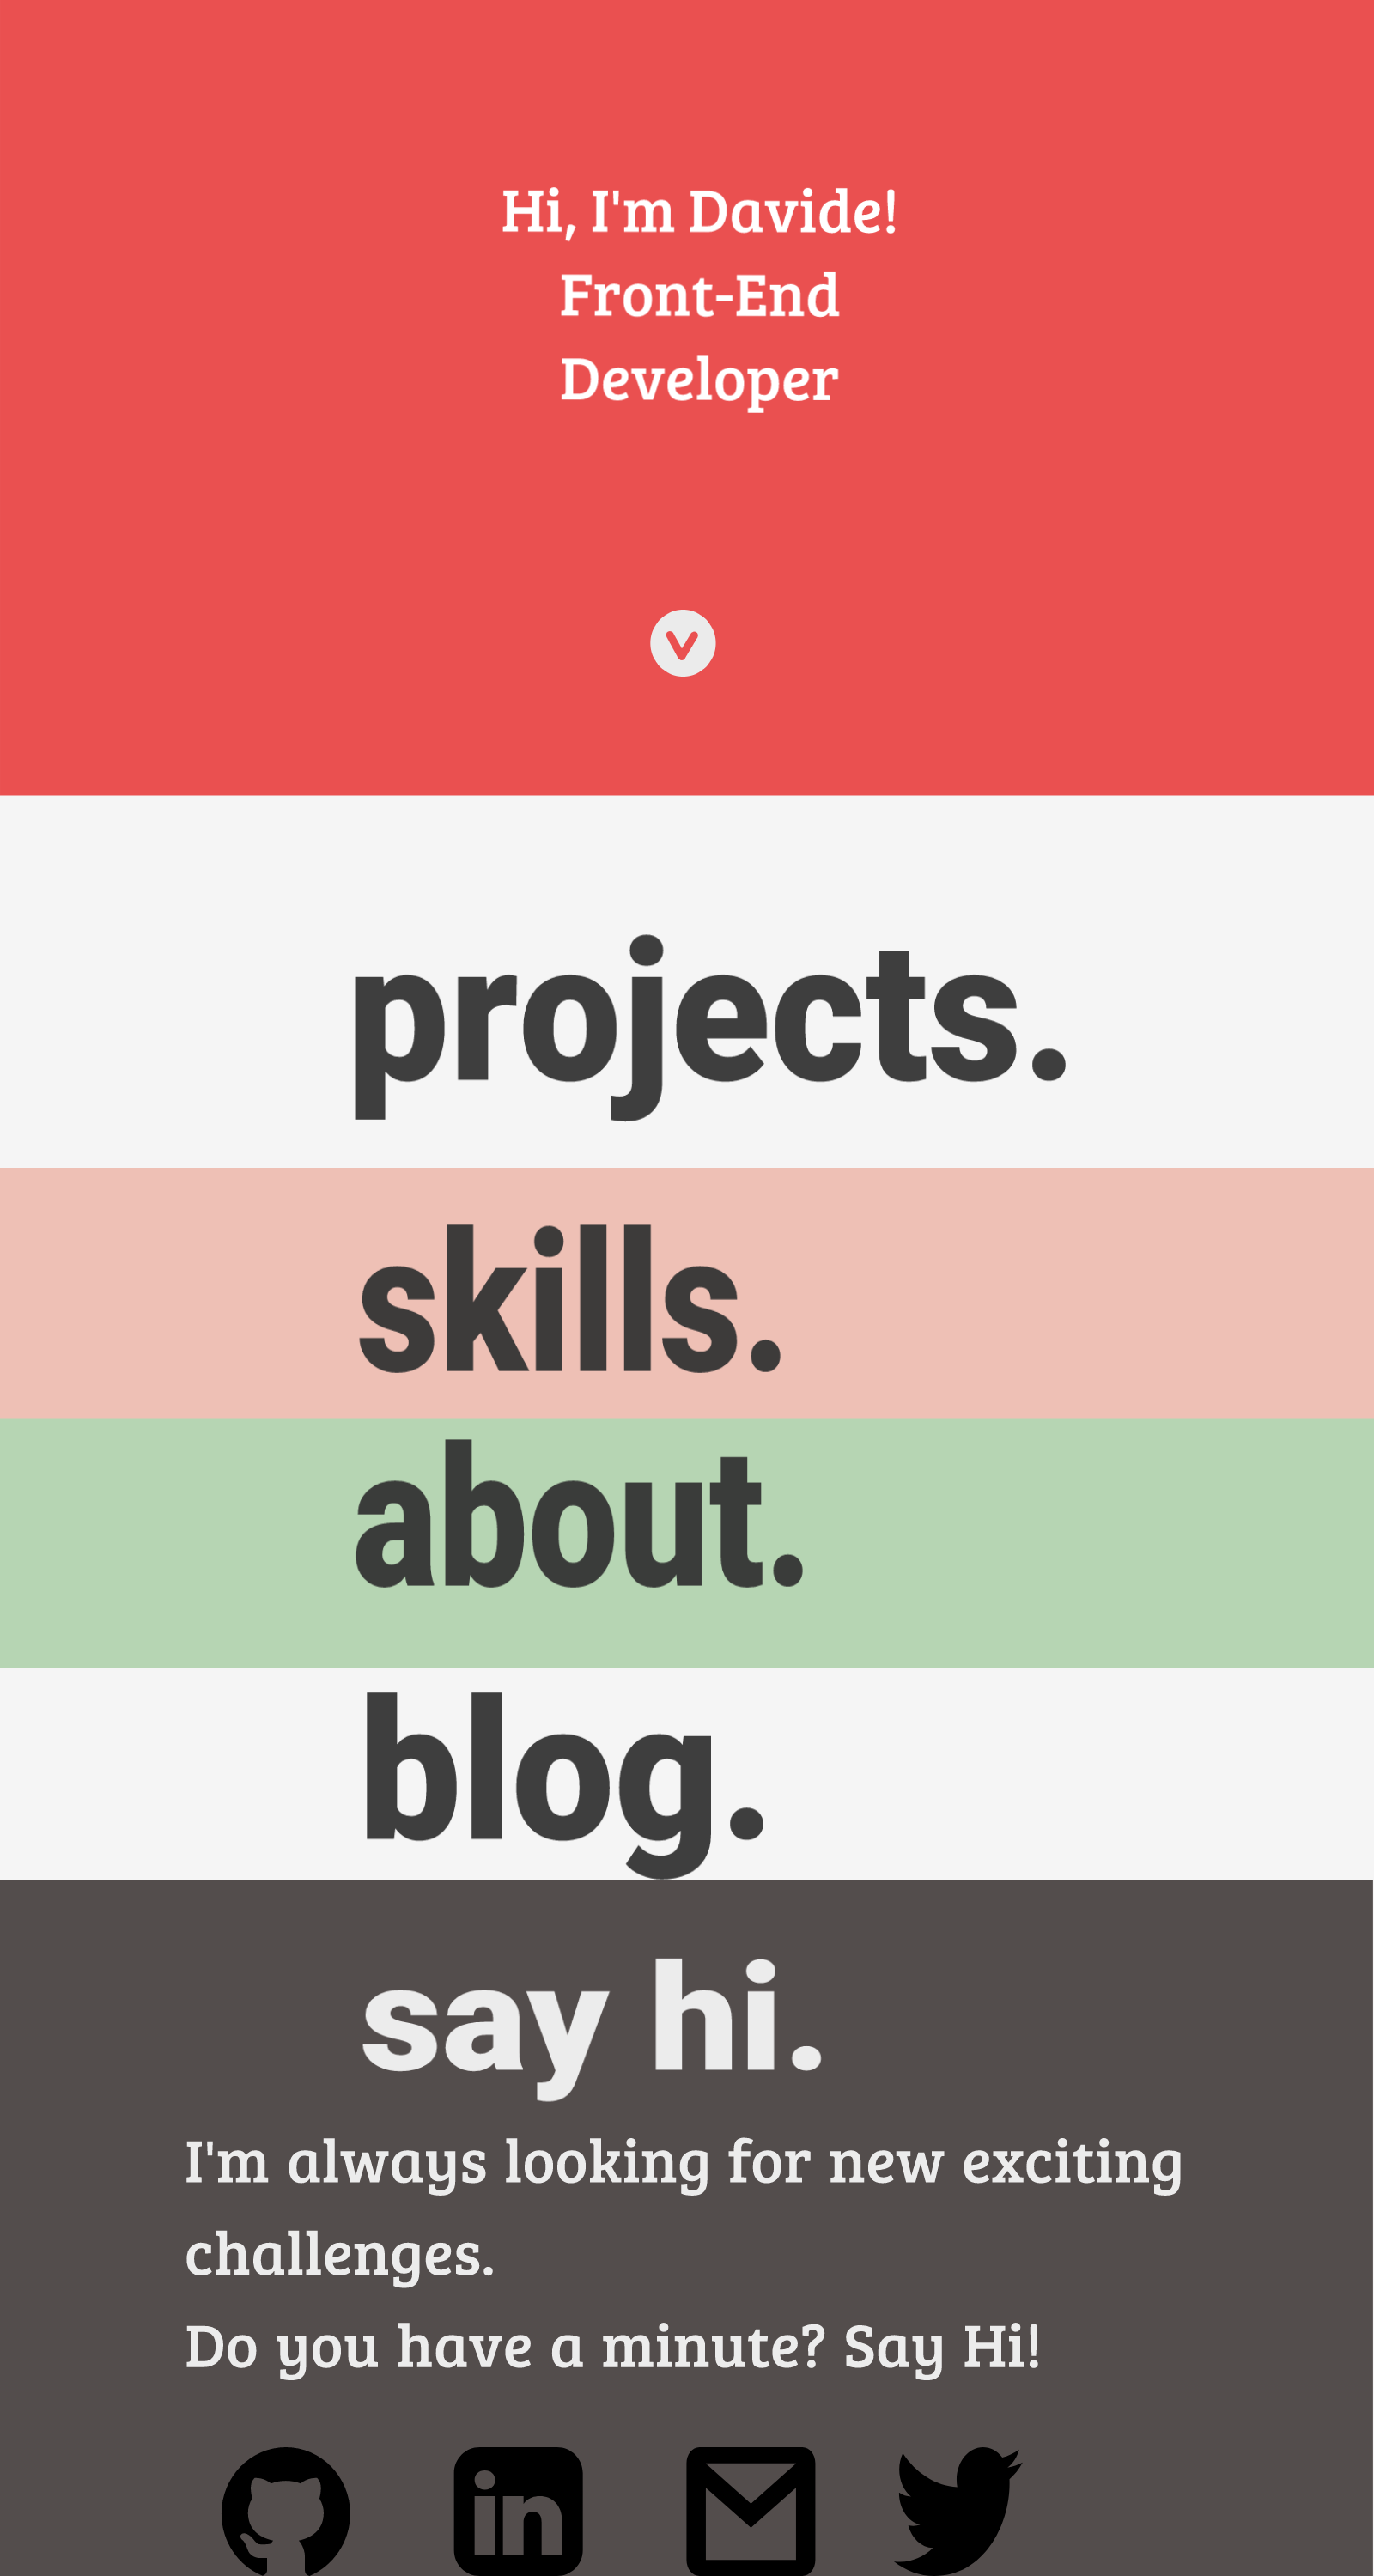 Hi, I'm Davide!
Front-End
Developer
projects.
skills.
about.
blog.
say hi.
I'm always looking for new exciting
challenges.
Do you have a minute? Say Hi!
in